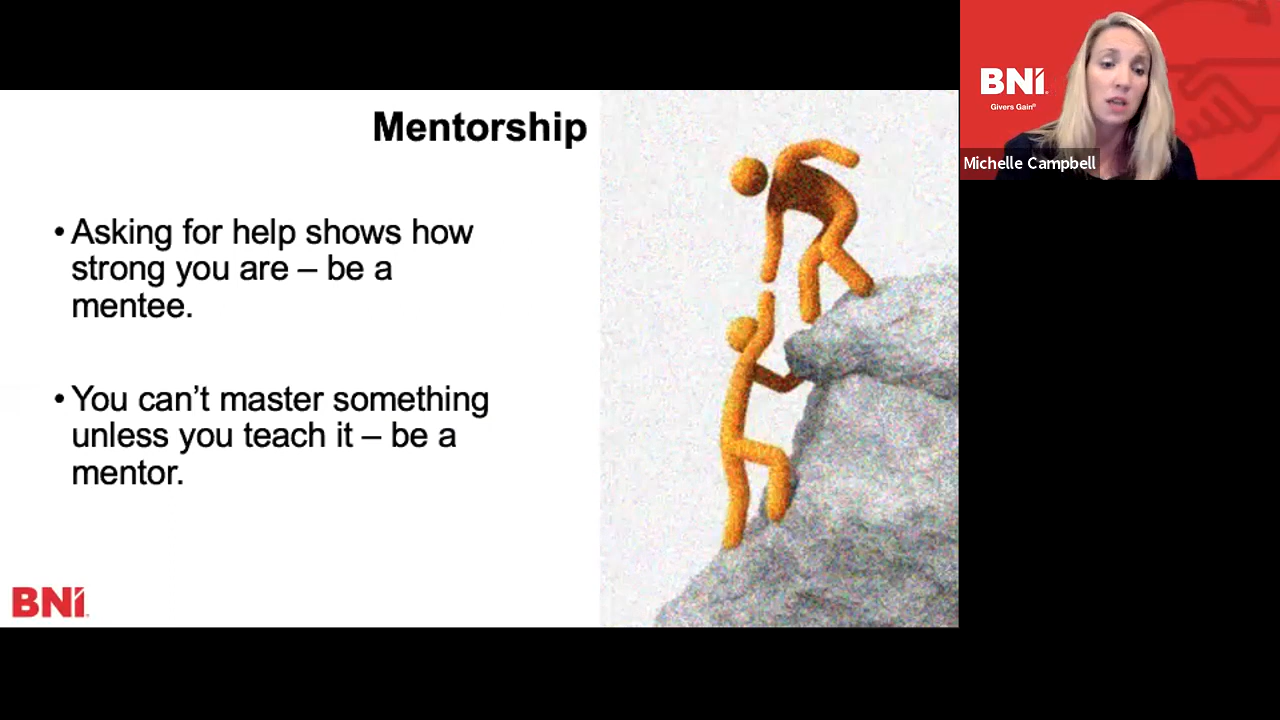 Mentorship
• Asking for help shows how
strong you are – be a
mentee.
• You can’t master something
unless you teach it – be a
mentor.
BNI
BNI
Givers Gain®
Michelle Campbell